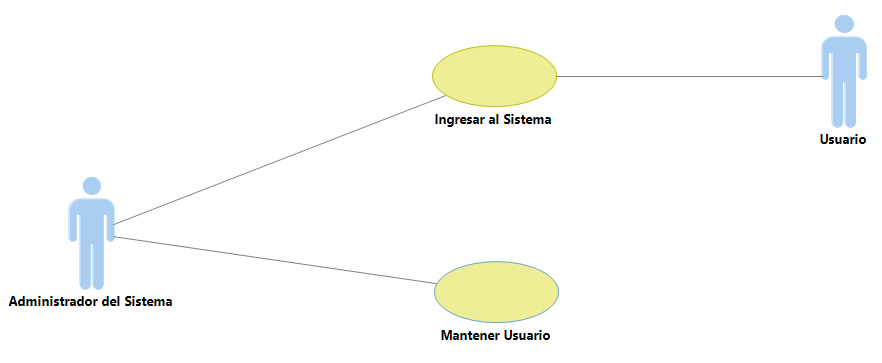 Ingresar al Sistema
Usuario
Administrador del Sistema
Mantener Usuario